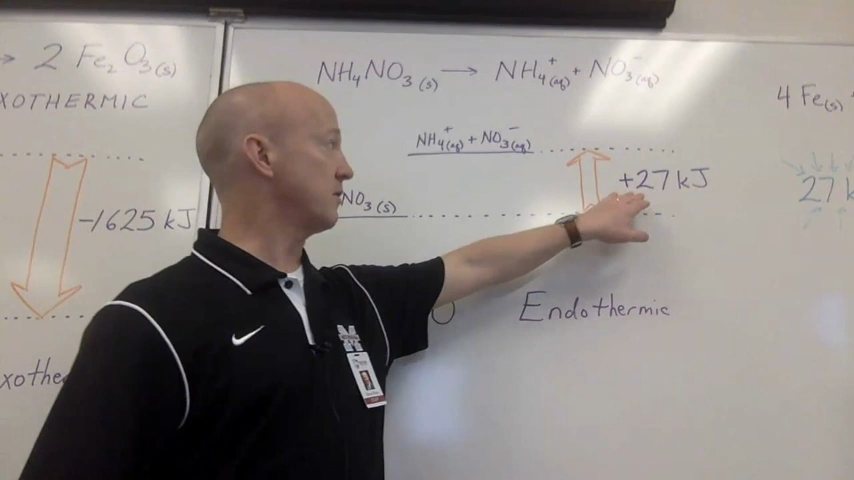 → 2 Fe₂O₃(s)
XOTHERMIC
-1625 kJ
xothe
NH₄NO₃(s) → NH₄⁺(aq) + NO₃⁻(aq)
NH₄⁺(aq) + NO₃⁻(aq)
NO₃(s)
+27 kJ
Endothermic
4 Fe(s)
27 k